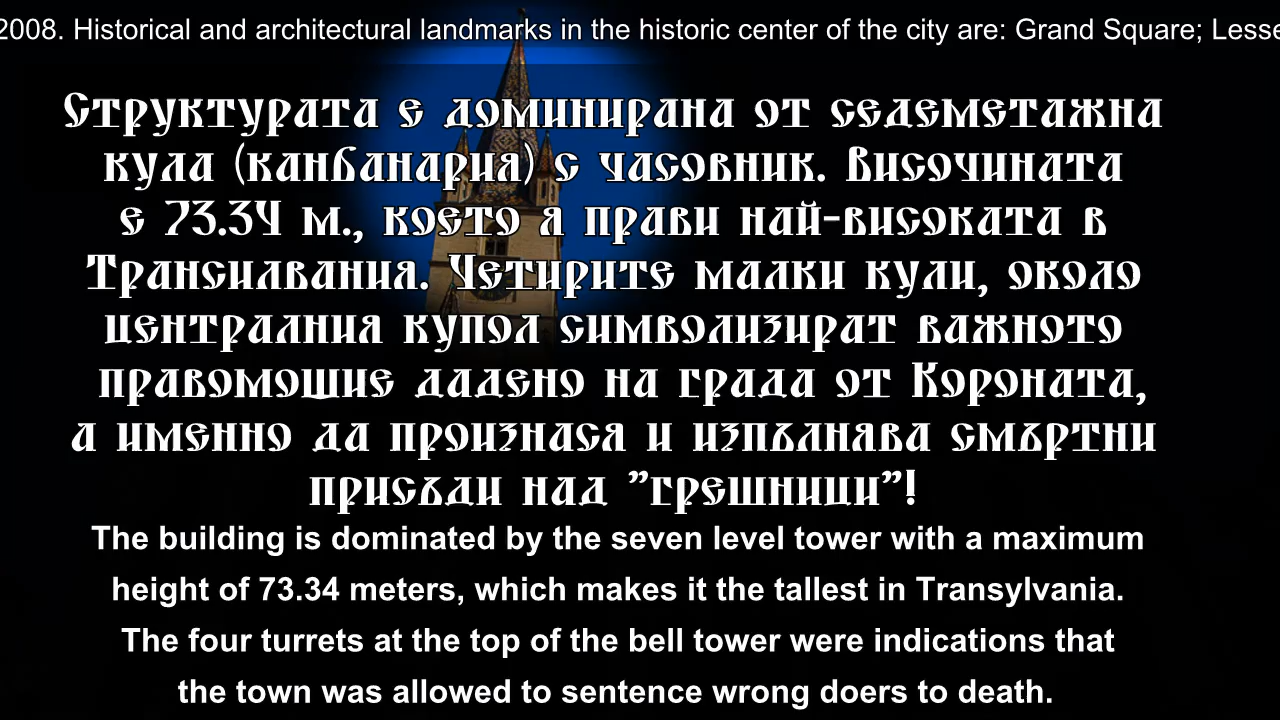 2008. Historical and architectural landmarks in the historic center of the city are: Grand Square; Lesse
Структурата е доминирана от седеметажна
кула (канбанария) с часовник. Височината
е 73.34 м., което я прави най-високата в
Трансилвания. Четирите малки кули, около
централния купол символизират важното
правомошие дадено на града от Короната,
а именно да произнася и изпълнява смъртни
присъди над "грешници"!
The building is dominated by the seven level tower with a maximum
height of 73.34 meters, which makes it the tallest in Transylvania.
The four turrets at the top of the bell tower were indications that
the town was allowed to sentence wrong doers to death.